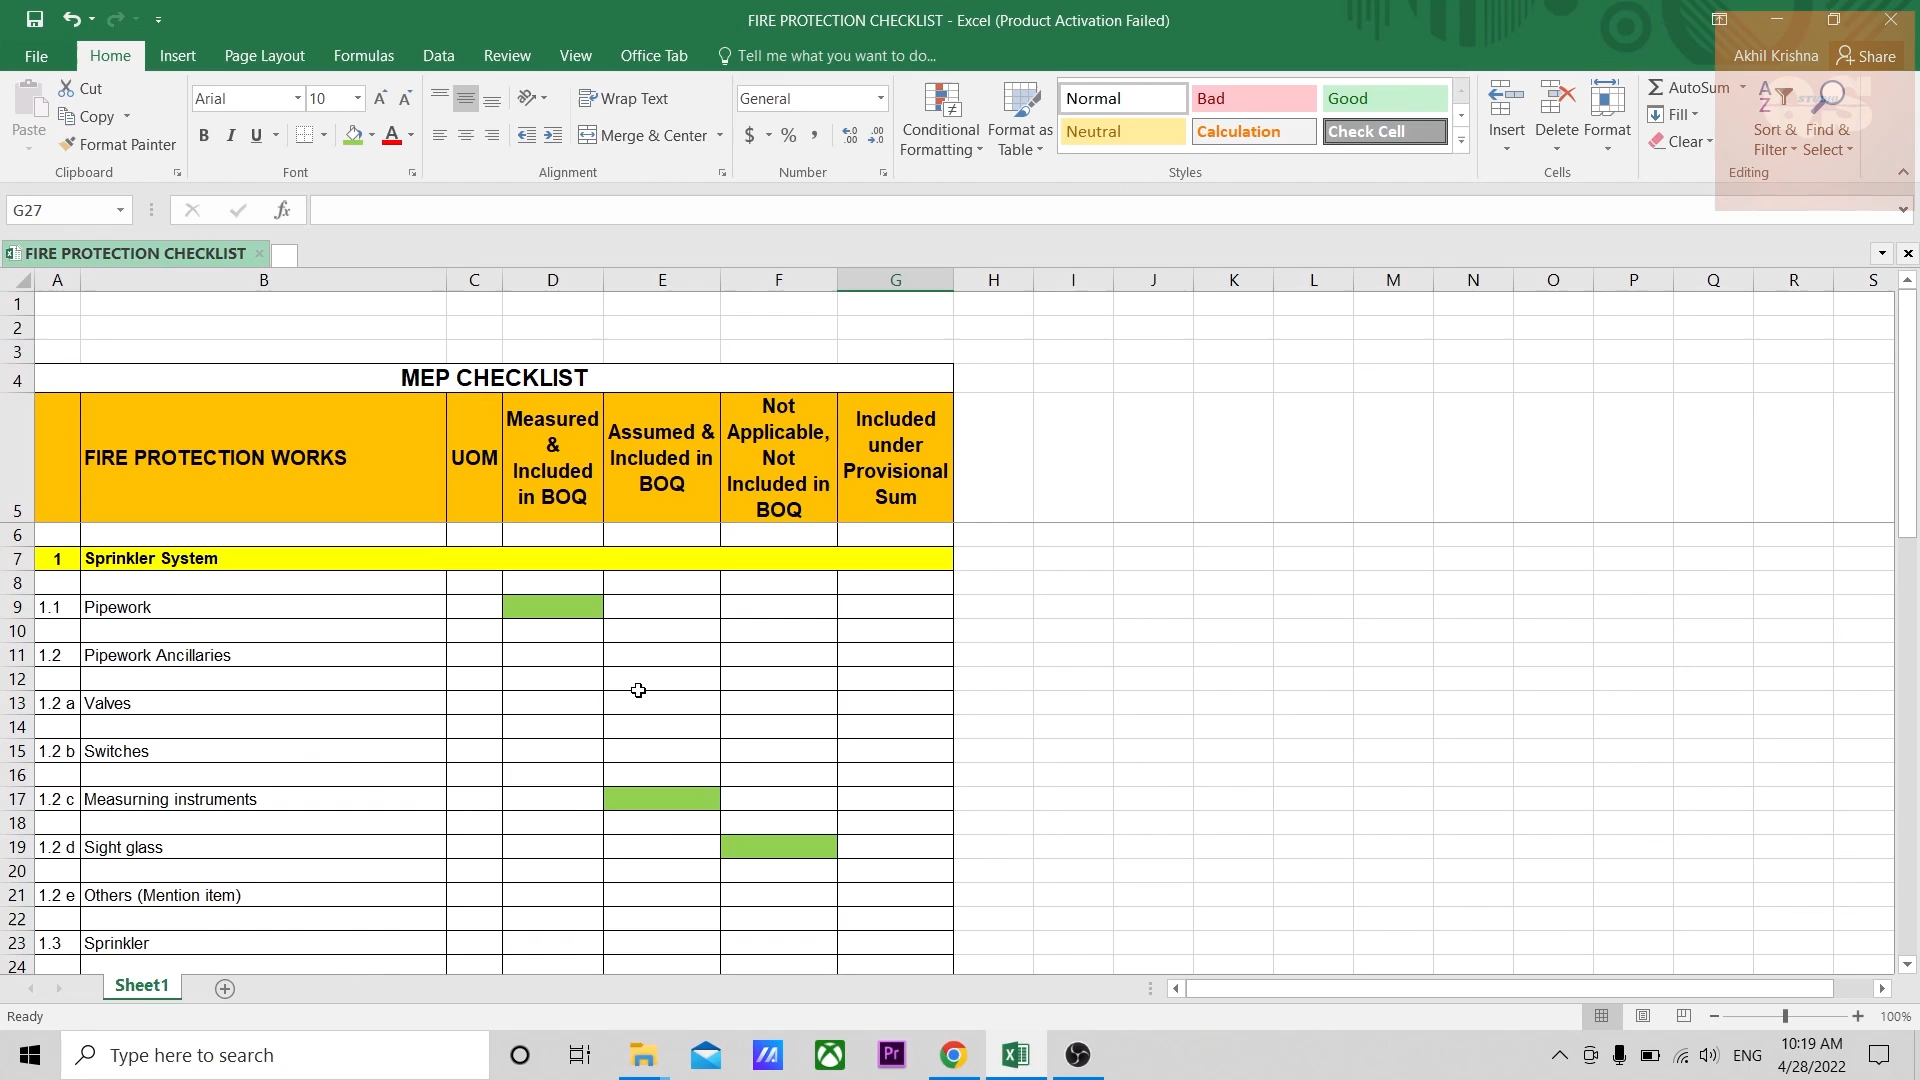 FIRE PROTECTION CHECKLIST - Excel (Product Activation Failed)
File Home Insert Page Layout Formulas Data Review View Office Tab Tell me what you want to do... Akhil Krishna Share
Paste
Cut
Copy
Format Painter
Clipboard
Arial 10
B I U
Font
Wrap Text
Merge & Center
Alignment
General
$ % ,
Number
Conditional Formatting
Format as Table
Normal Bad Good
Neutral Calculation Check Cell
Styles
Insert Delete Format
Cells
AutoSum
Fill
Clear
Sort & Filter
Find & Select
Editing
G27
fx
FIRE PROTECTION CHECKLIST
A B C D E F G H I J K L M N O P Q R S
1
2
3
4 MEP CHECKLIST
5 FIRE PROTECTION WORKS UOM Measured & Included in BOQ Assumed & Included in BOQ Not Applicable, Not Included in BOQ Included under Provisional Sum
6
7 1 Sprinkler System
8
9 1.1 Pipework
10
11 1.2 Pipework Ancillaries
12
13 1.2 a Valves
14
15 1.2 b Switches
16
17 1.2 c Measurning instruments
18
19 1.2 d Sight glass
20
21 1.2 e Others (Mention item)
22
23 1.3 Sprinkler
24
Sheet1
Ready
100%
Type here to search
Pr
ENG
10:19 AM
4/28/2022